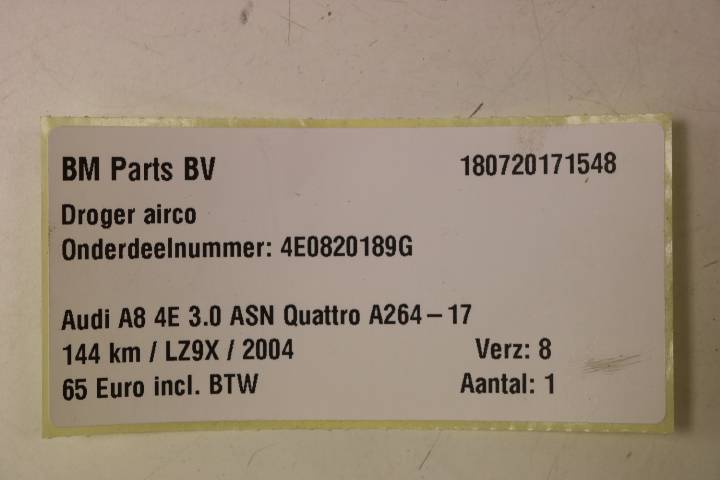 BM Parts BV 180720171548
Droger airco
Onderdeelnummer: 4E0820189G
Audi A8 4E 3.0 ASN Quattro A264-17
144 km / LZ9X / 2004 Verz: 8
65 Euro incl. BTW Aantal: 1